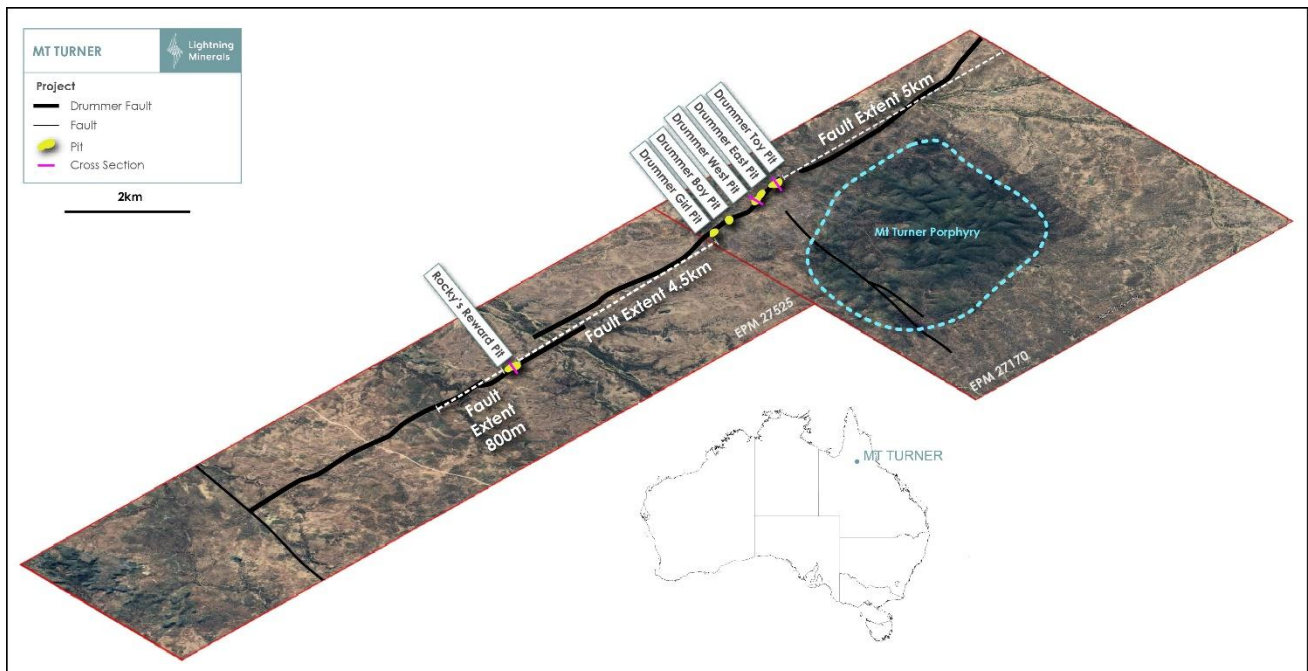 MT TURNER
Lightning
Minerals
Project
Drummer Fault
Fault
Pit
Cross Section
2km
Drummer Toy Pit
Drummer East Pit
Drummer West Pit
Drummer Boy Pit
Drummer Girl Pit
Fault Extent 5km
Mt Turner Porphyry
Rocky's Reward Pit
Fault Extent 4.5km
EPM 27525
EPM 27170
Fault
Extent
800m
MT TURNER